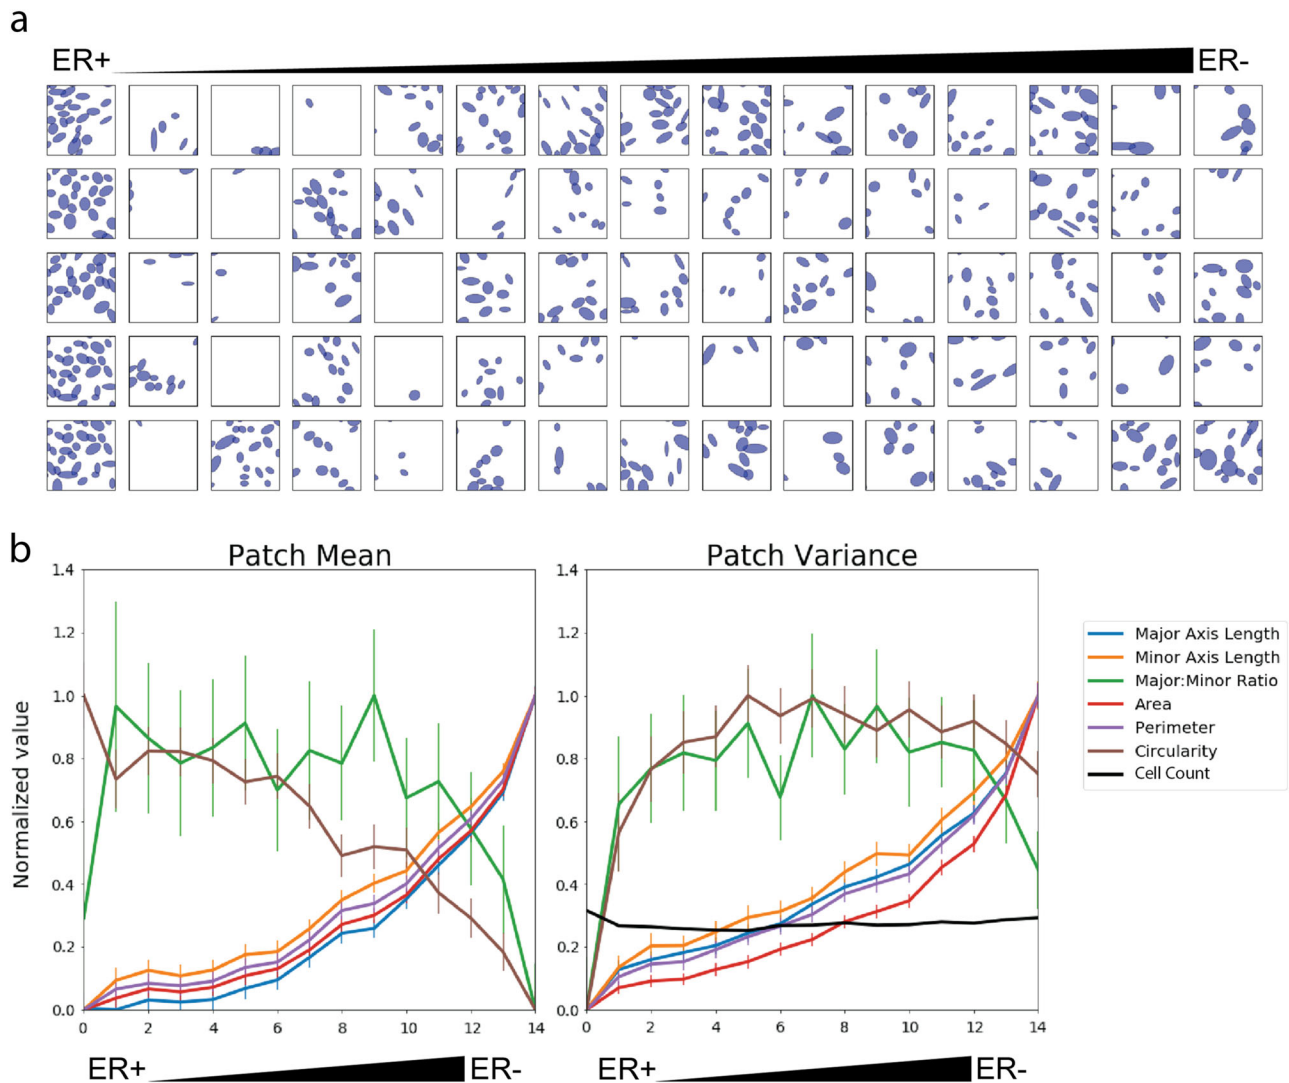 a
ER+ ER-
b
Patch Mean
Patch Variance
Normalized value
1.4
1.2
1.0
0.8
0.6
0.4
0.2
0.0
0 2 4 6 8 10 12 14
ER+ ER-
1.4
1.2
1.0
0.8
0.6
0.4
0.2
0.0
0 2 4 6 8 10 12 14
ER+ ER-
Major Axis Length
Minor Axis Length
Major:Minor Ratio
Area
Perimeter
Circularity
Cell Count